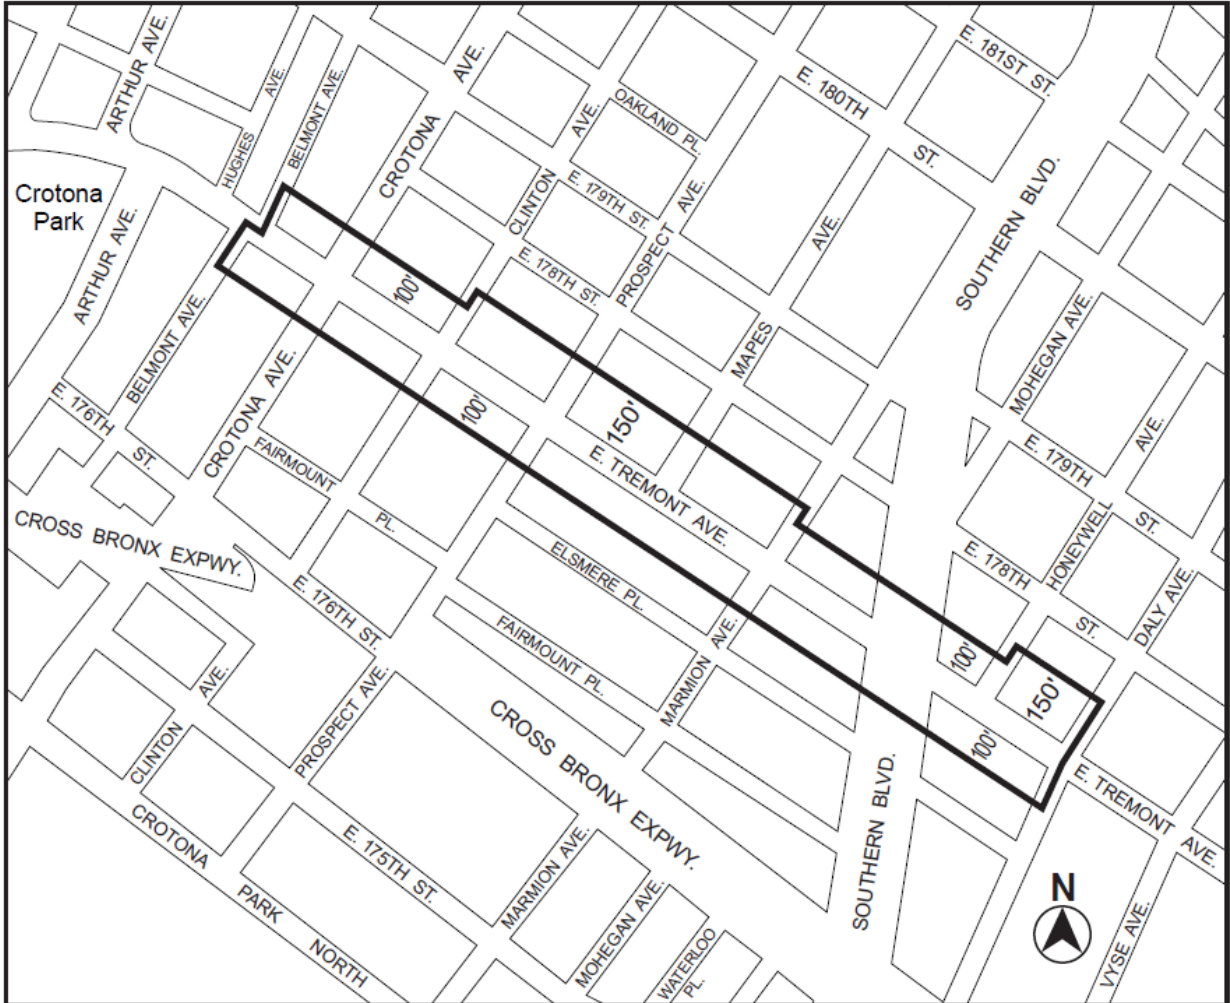 ARTHUR AVE.
AVE.
HUGHES
BELMONT AVE.
CROTONA
AVE.
AVE.
CLINTON
OAKLAND PL.
E. 180TH
ST.
E. 181ST ST.
Crotona
Park
ARTHUR AVE.
E. 179TH ST.
AVE.
PROSPECT
E. 178TH ST.
AVE.
MAPES
SOUTHERN BLVD.
MOHEGAN AVE.
100'
BELMONT AVE.
CROTONA AVE.
E. 176TH
ST.
100'
150'
E. TREMONT AVE.
FAIRMOUNT
PL.
AVE.
E. 179TH
ST.
HONEYWELL
E. 178TH
ST.
DALY AVE.
CROSS BRONX EXPWY.
E. 176TH ST.
ELSMERE PL.
FAIRMOUNT PL.
AVE.
MARMION
100'
150'
100'
AVE.
CLINTON
PROSPECT AVE.
CROSS BRONX EXPWY.
SOUTHERN BLVD.
E. TREMONT AVE.
CROTONA
PARK
NORTH
E. 175TH ST.
MARMION AVE.
MOHEGAN AVE.
WATERLOO
PL.
N
VYSE AVE.